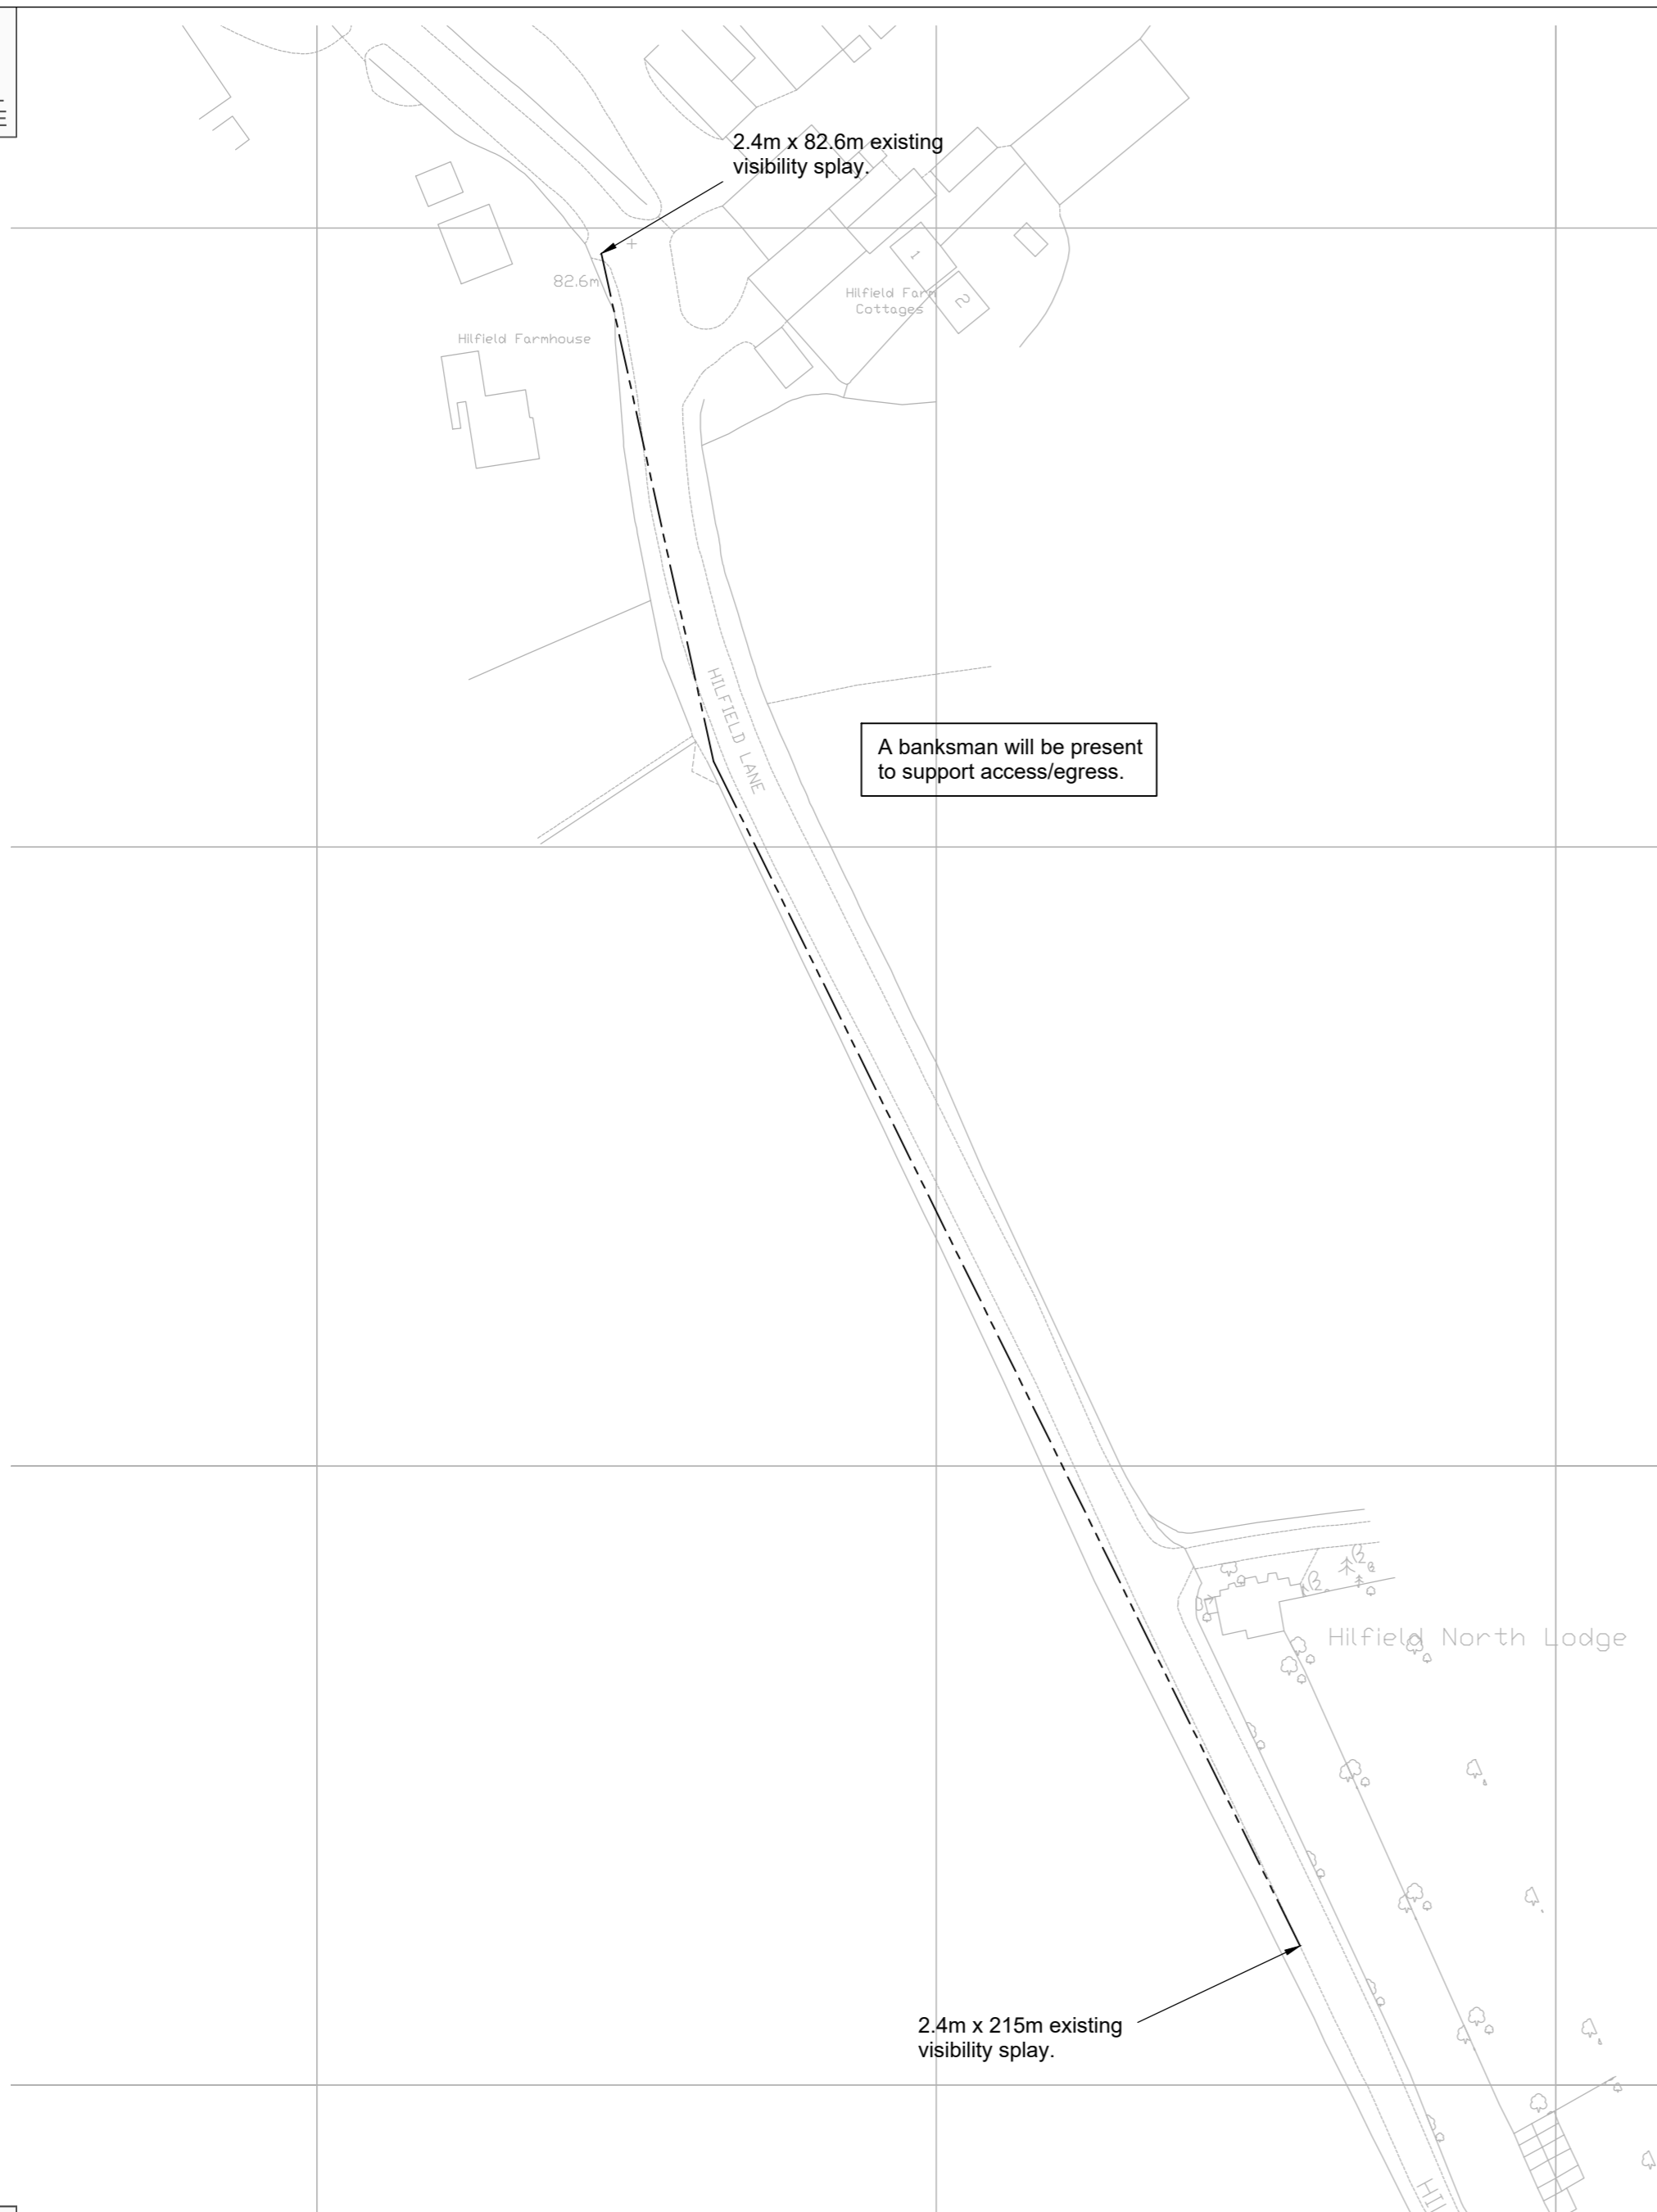 2.4m x 82.6m existing
visibility splay.
82.6m
1
2
Hilfield Farm
Cottages
Hilfield Farmhouse
HILFIELD LANE
A banksman will be present
to support access/egress.
Hilfield North Lodge
2.4m x 215m existing
visibility splay.